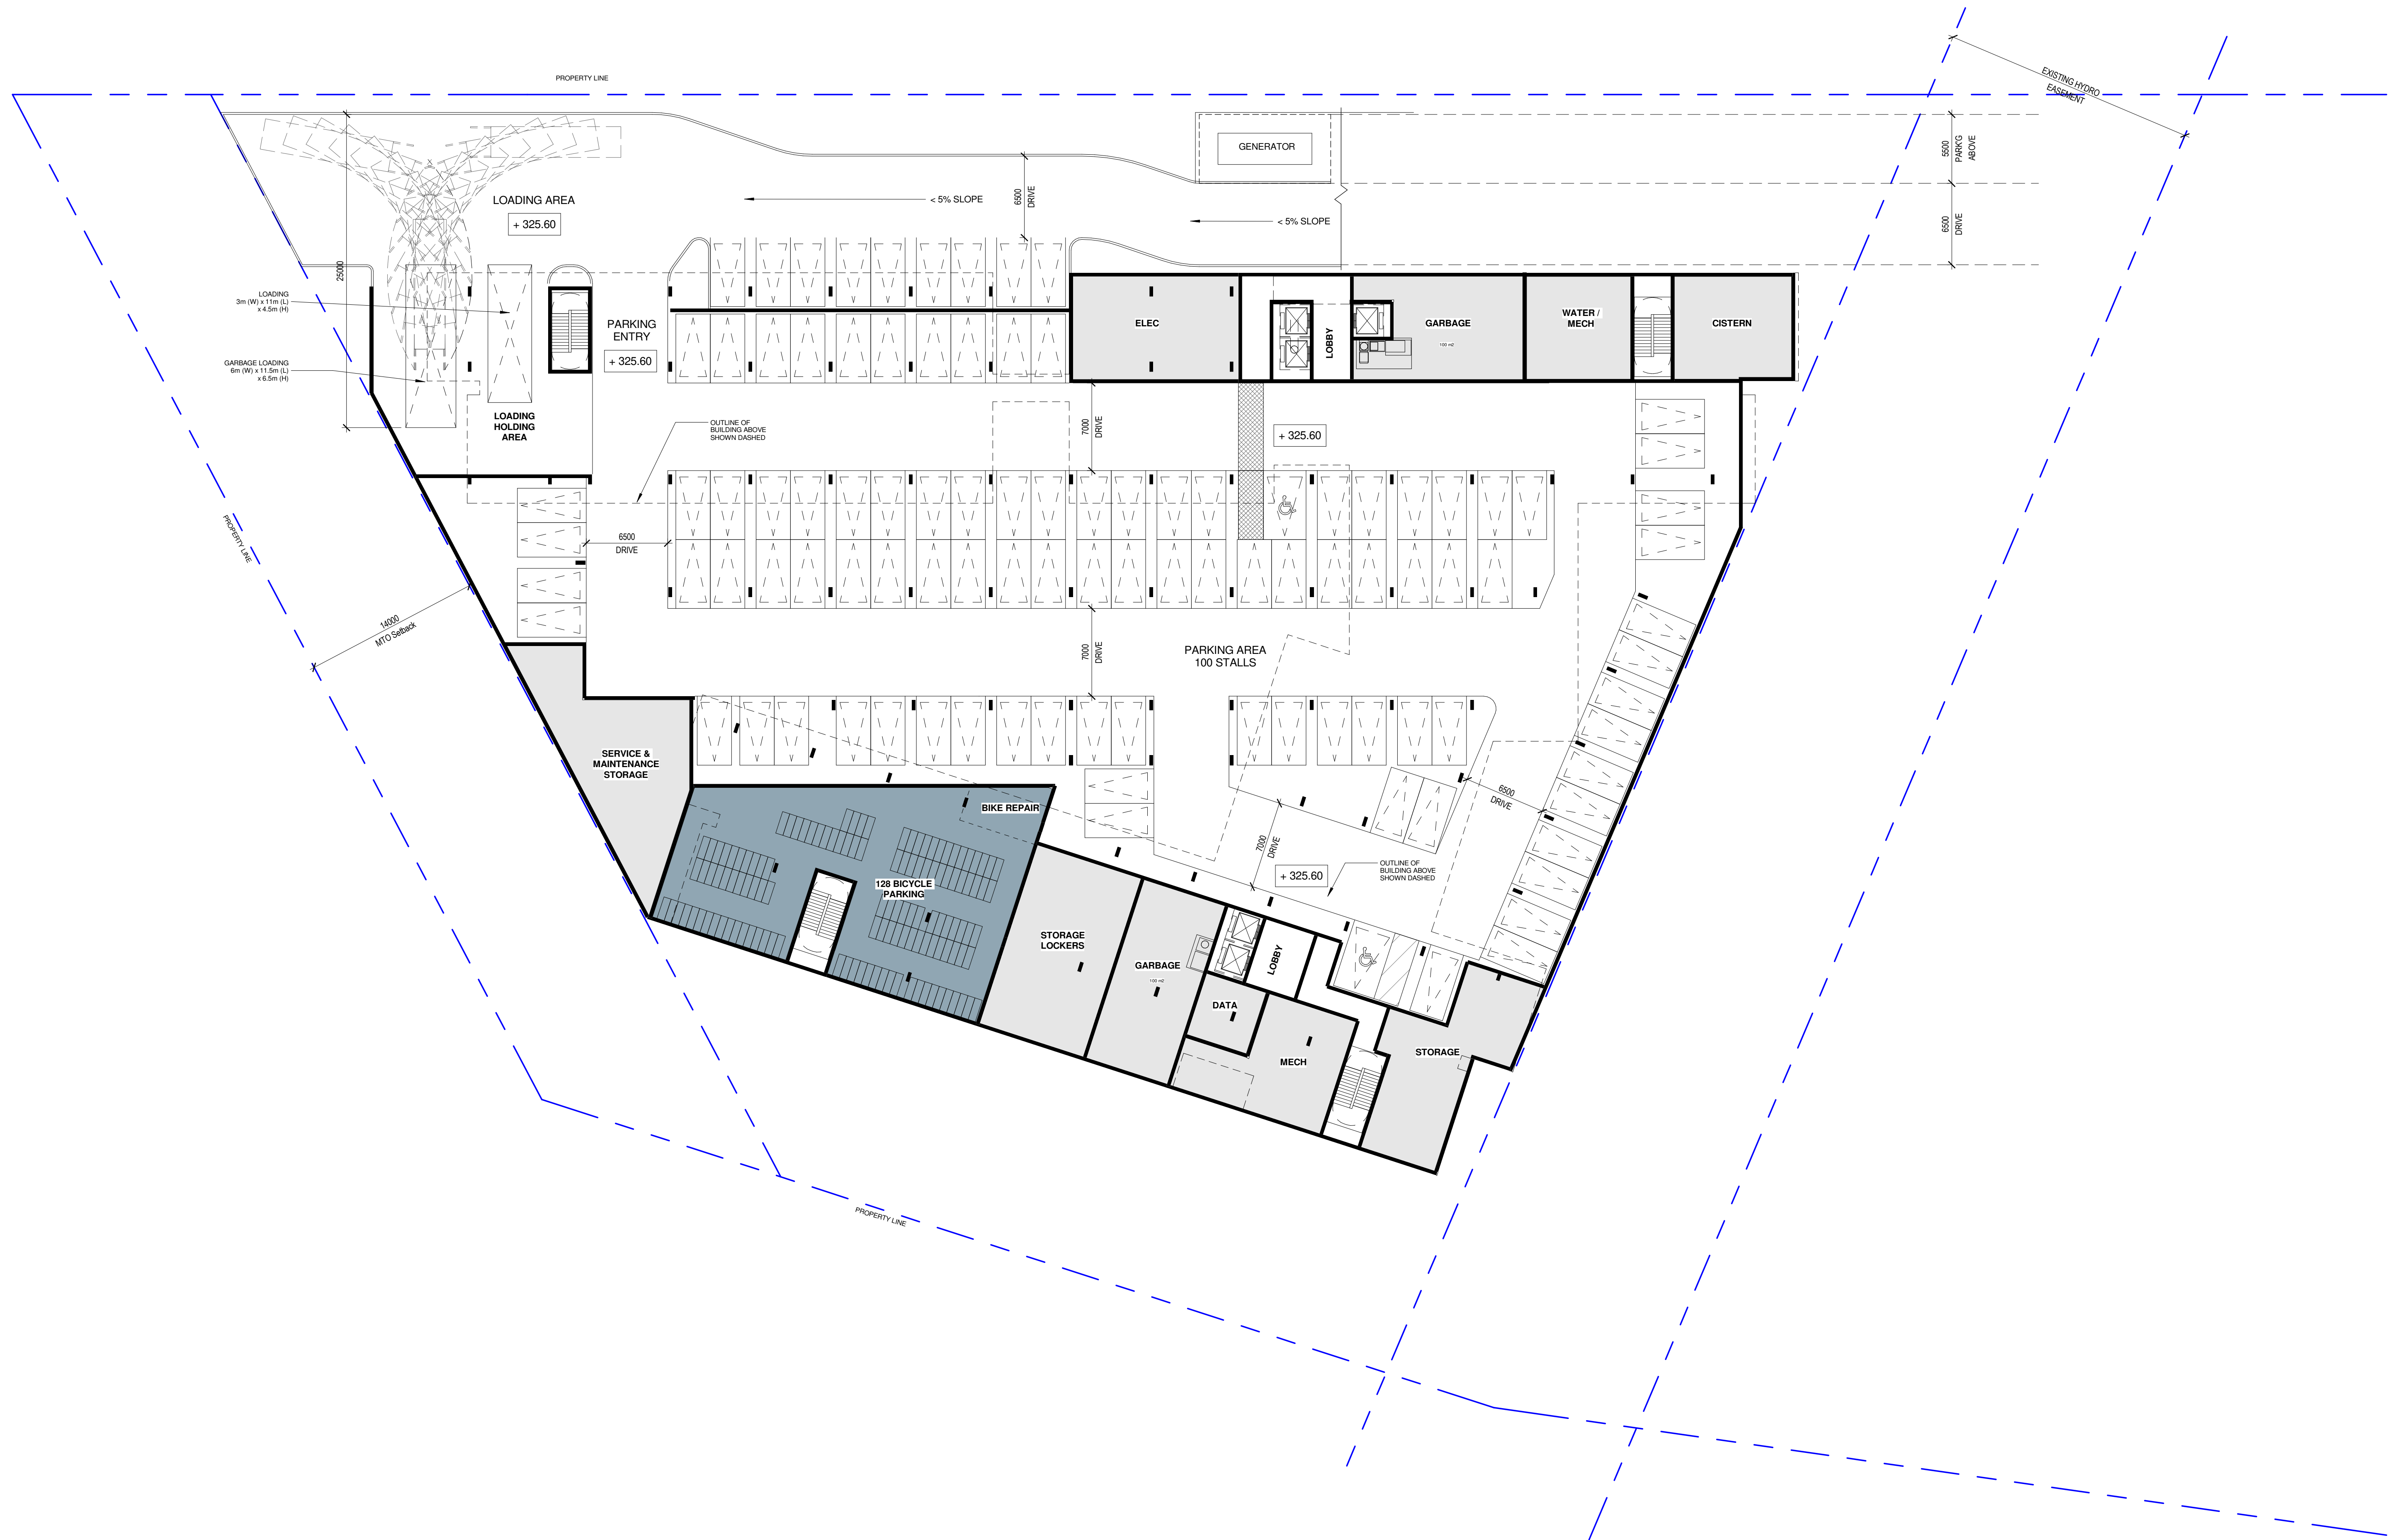 PROPERTY LINE
EXISTING HYDRO
EASEMENT
GENERATOR
5500
PARK'G
ABOVE
LOADING AREA
+ 325.60
< 5% SLOPE
6500
DRIVE
< 5% SLOPE
6500
DRIVE
25000
LOADING
3m (W) x 11m (L)
x 4.5m (H)
PARKING
ENTRY
+ 325.60
ELEC
LOBBY
GARBAGE
100 m2
WATER /
MECH
CISTERN
GARBAGE LOADING
6m (W) x 11.5m (L)
x 6.5m (H)
LOADING
HOLDING
AREA
OUTLINE OF
BUILDING ABOVE
SHOWN DASHED
7000
DRIVE
+ 325.60
PROPERTY LINE
6500
DRIVE
14000
MTO Setback
7000
DRIVE
PARKING AREA
100 STALLS
SERVICE &
MAINTENANCE
STORAGE
BIKE REPAIR
6500
DRIVE
7000
DRIVE
+ 325.60
OUTLINE OF
BUILDING ABOVE
SHOWN DASHED
128 BICYCLE
PARKING
STORAGE
LOCKERS
GARBAGE
100 m2
LOBBY
DATA
MECH
STORAGE
PROPERTY LINE